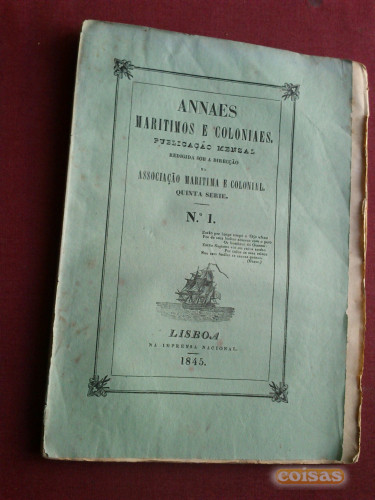 ANNAES
MARITIMOS E COLONIAES.
PUBLICAÇÃO MENSAL
REDIGIDA SOB A DIRECÇÃO
DA
ASSOCIAÇÃO MARITIMA E COLONIAL.
QUINTA SERIE.
N.º 1.
LISBOA
NA IMPRENSA NACIONAL.
1845.
coisas